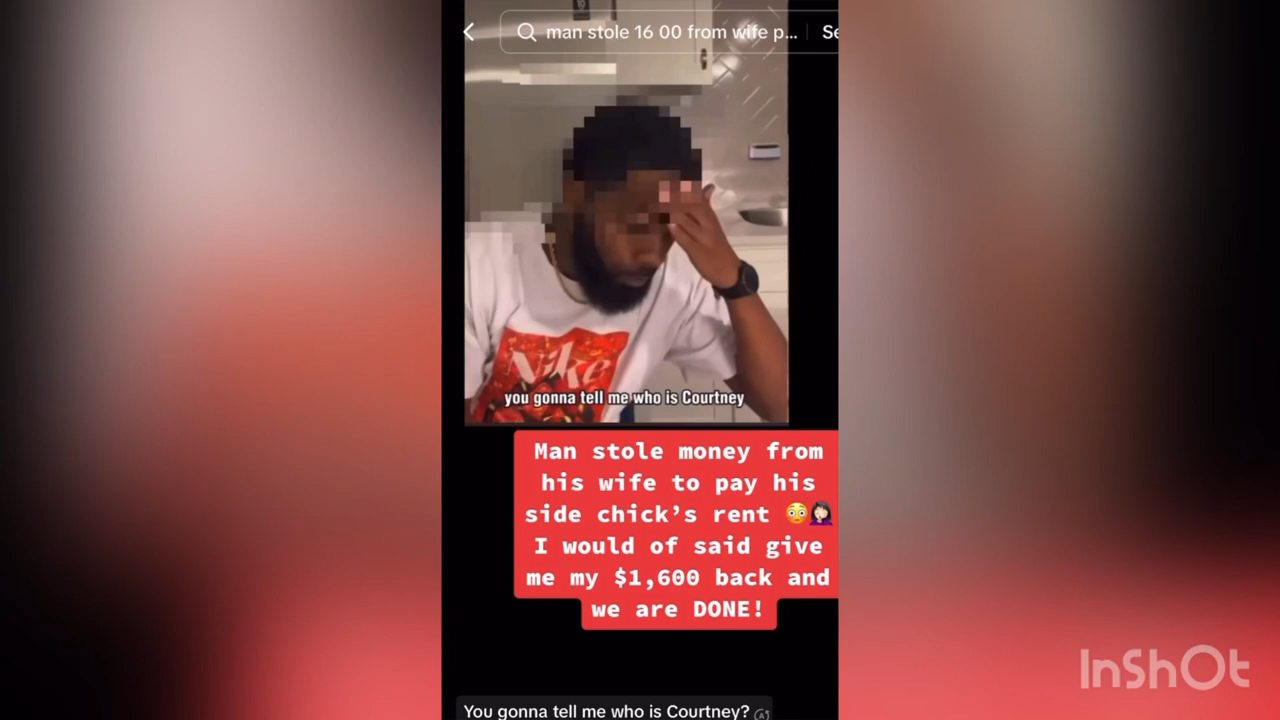 man stole 16 00 from wife p...
Nike
you gonna tell me who is Courtney
Man stole money from
his wife to pay his
side chick's rent 😳🤦🏻‍♀️
I would of said give
me my $1,600 back and
we are DONE!
InShOt
You gonna tell me who is Courtney?